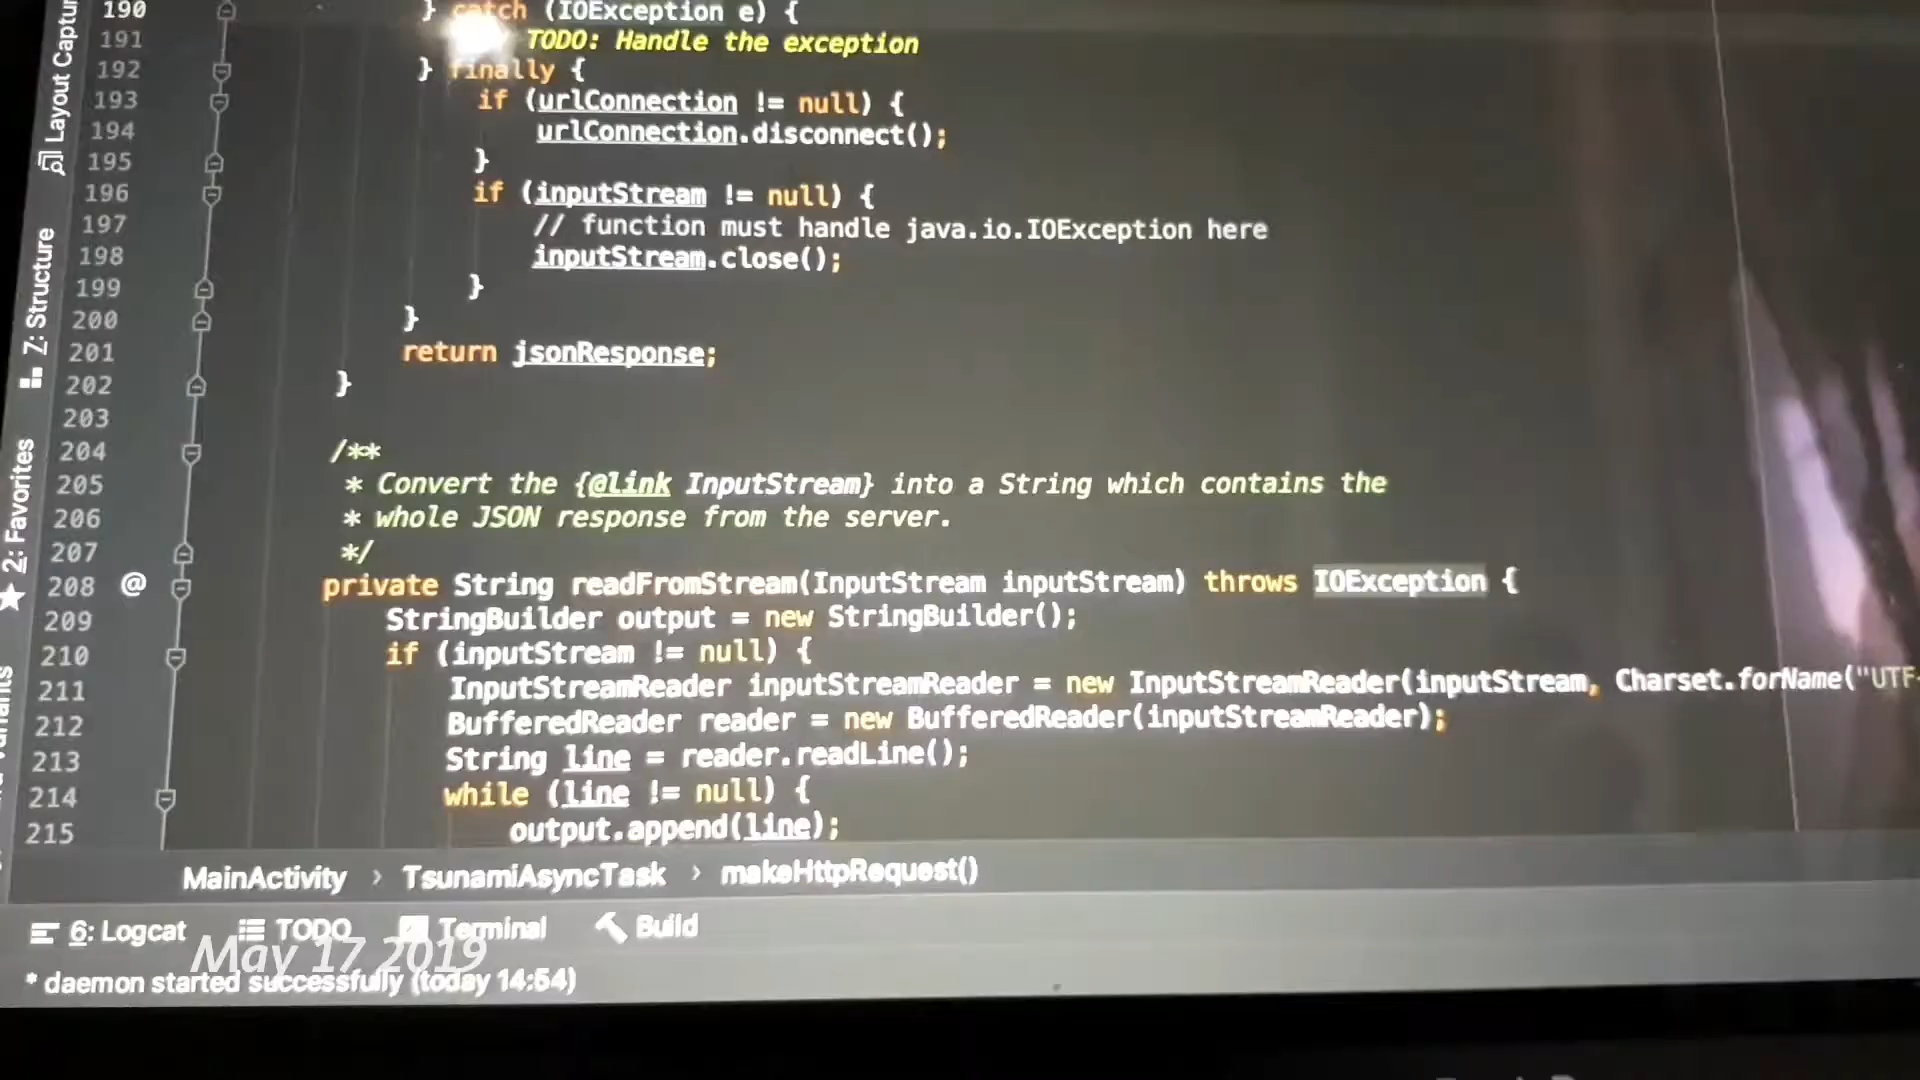 190 } catch (IOException e) {
191 TODO: Handle the exception
192 } finally {
193 if (urlConnection != null) {
194 urlConnection.disconnect();
195 }
196 if (inputStream != null) {
197 // function must handle java.io.IOException here
198 inputStream.close();
199 }
200 }
201 return jsonResponse;
202 }
203
204 /**
205 * Convert the {@link InputStream} into a String which contains the
206 * whole JSON response from the server.
207 */
208 @ private String readFromStream(InputStream inputStream) throws IOException {
209 StringBuilder output = new StringBuilder();
210 if (inputStream != null) {
211 InputStreamReader inputStreamReader = new InputStreamReader(inputStream, Charset.forName("UTF-
212 BufferedReader reader = new BufferedReader(inputStreamReader);
213 String line = reader.readLine();
214 while (line != null) {
215 output.append(line);
Layout Captur
Z: Structure
2: Favorites
MainActivity › TsunamiAsyncTask › makeHttpRequest()
6: Logcat TODO Terminal Build
May 17 2019
* daemon started successfully (today 14:54)